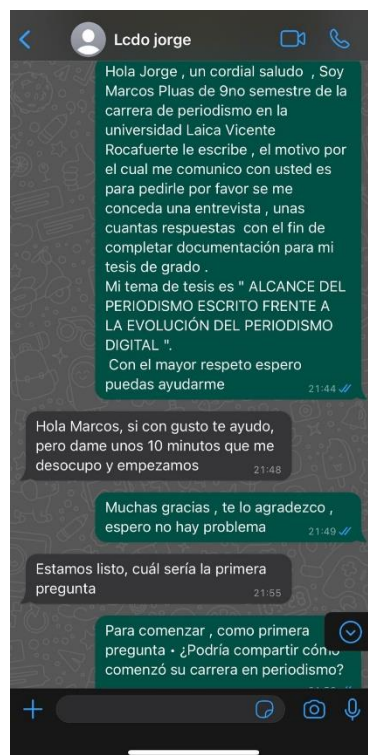 Lcdo jorge
Hola Jorge , un cordial saludo , Soy
Marcos Pluas de 9no semestre de la
carrera de periodismo en la
universidad Laica Vicente
Rocafuerte le escribe , el motivo por
el cual me comunico con usted es
para pedirle por favor se me
conceda una entrevista , unas
cuantas respuestas con el fin de
completar documentación para mi
tesis de grado .
Mi tema de tesis es " ALCANCE DEL
PERIODISMO ESCRITO FRENTE A
LA EVOLUCIÓN DEL PERIODISMO
DIGITAL ".
Con el mayor respeto espero
puedas ayudarme
21:44
Hola Marcos, si con gusto te ayudo,
pero dame unos 10 minutos que me
desocupo y empezamos
21:48
Muchas gracias , te lo agradezco ,
espero no hay problema
21:49
Estamos listo, cuál sería la primera
pregunta
21:55
Para comenzar , como primera
pregunta • ¿Podría compartir cómo
comenzó su carrera en periodismo?